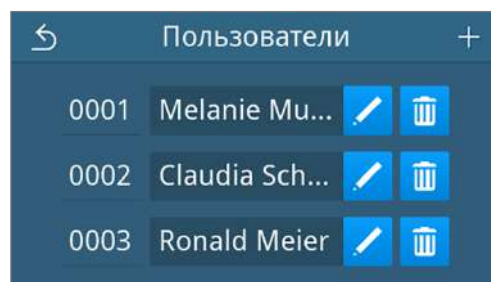 Пользователи
0001 Melanie Mu...
0002 Claudia Sch...
0003 Ronald Meier